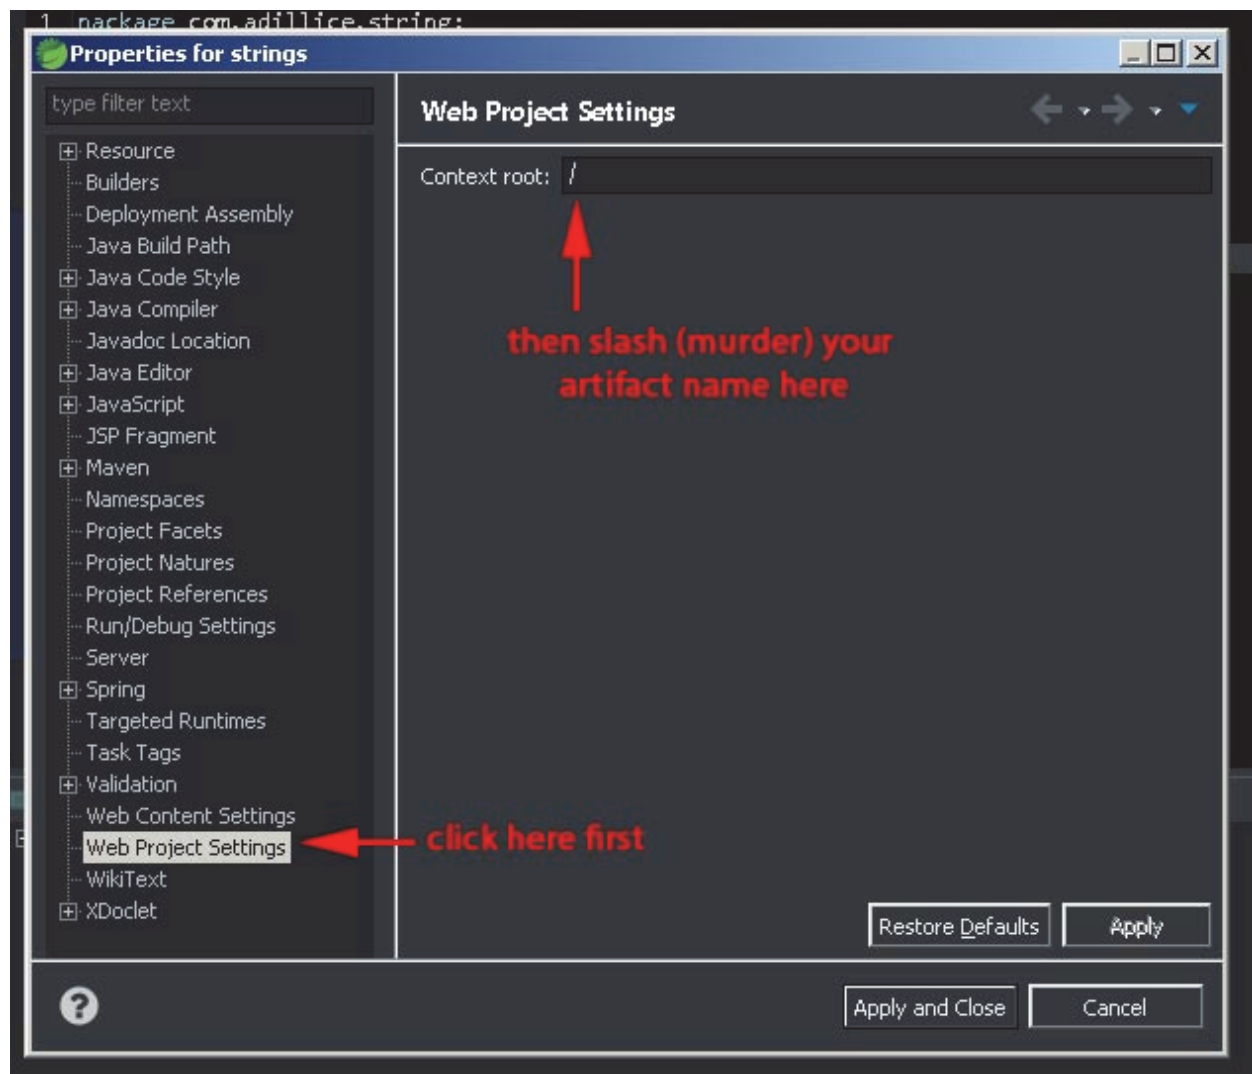 1 package com.adillice.string;
Properties for strings
type filter text
Web Project Settings
Resource
Builders
Deployment Assembly
Java Build Path
Java Code Style
Java Compiler
Javadoc Location
Java Editor
JavaScript
JSP Fragment
Maven
Namespaces
Project Facets
Project Natures
Project References
Run/Debug Settings
Server
Spring
Targeted Runtimes
Task Tags
Validation
Web Content Settings
Web Project Settings
WikiText
XDoclet
Context root: /
then slash (murder) your
artifact name here
click here first
Restore Defaults
Apply
?
Apply and Close
Cancel